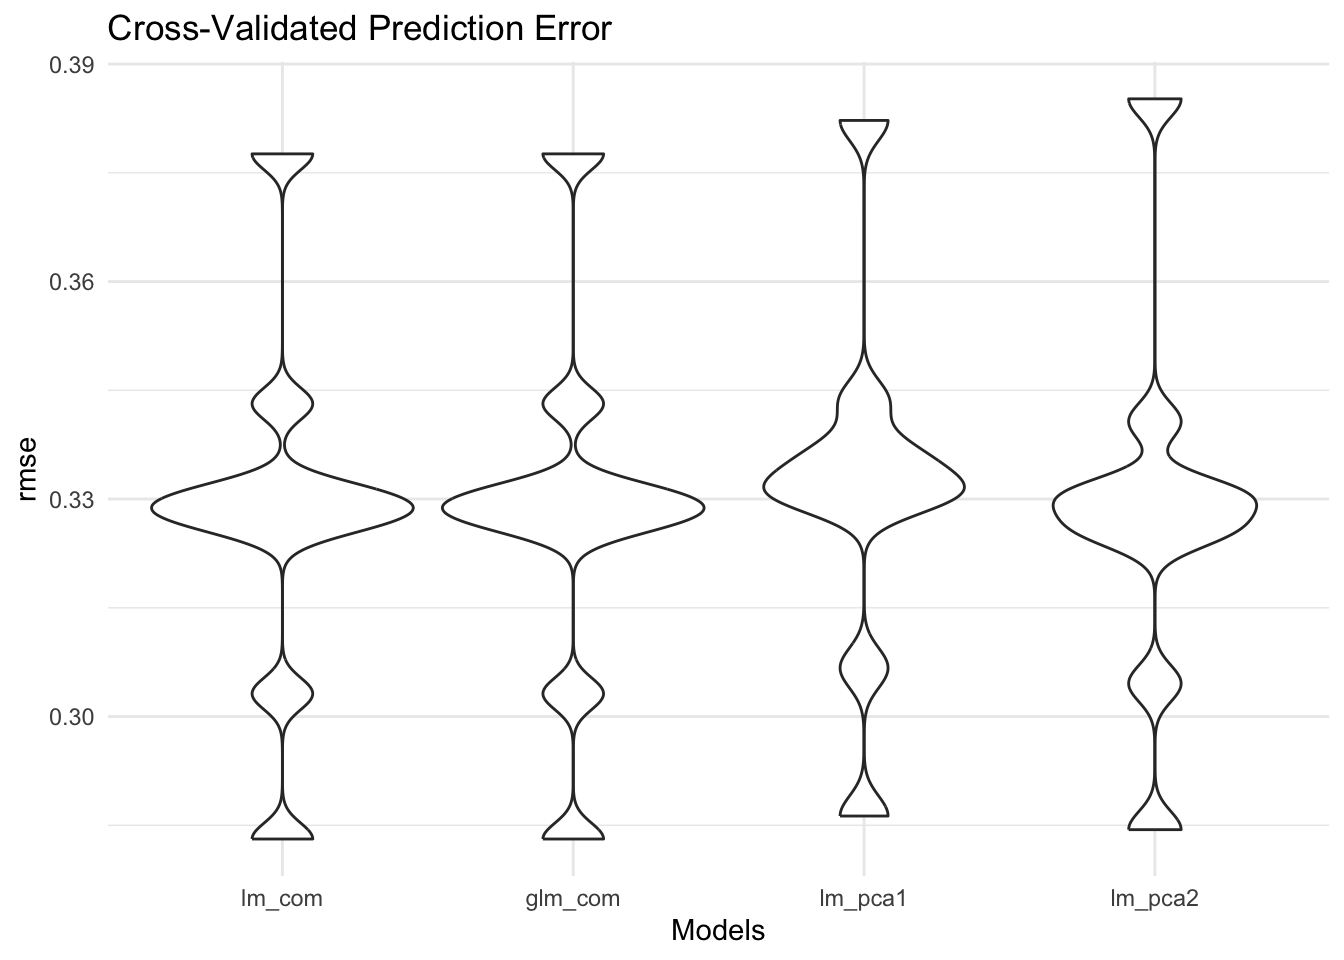 Cross-Validated Prediction Error
0.39
0.36
0.33
0.30
rmse
lm_com glm_com lm_pca1 lm_pca2
Models